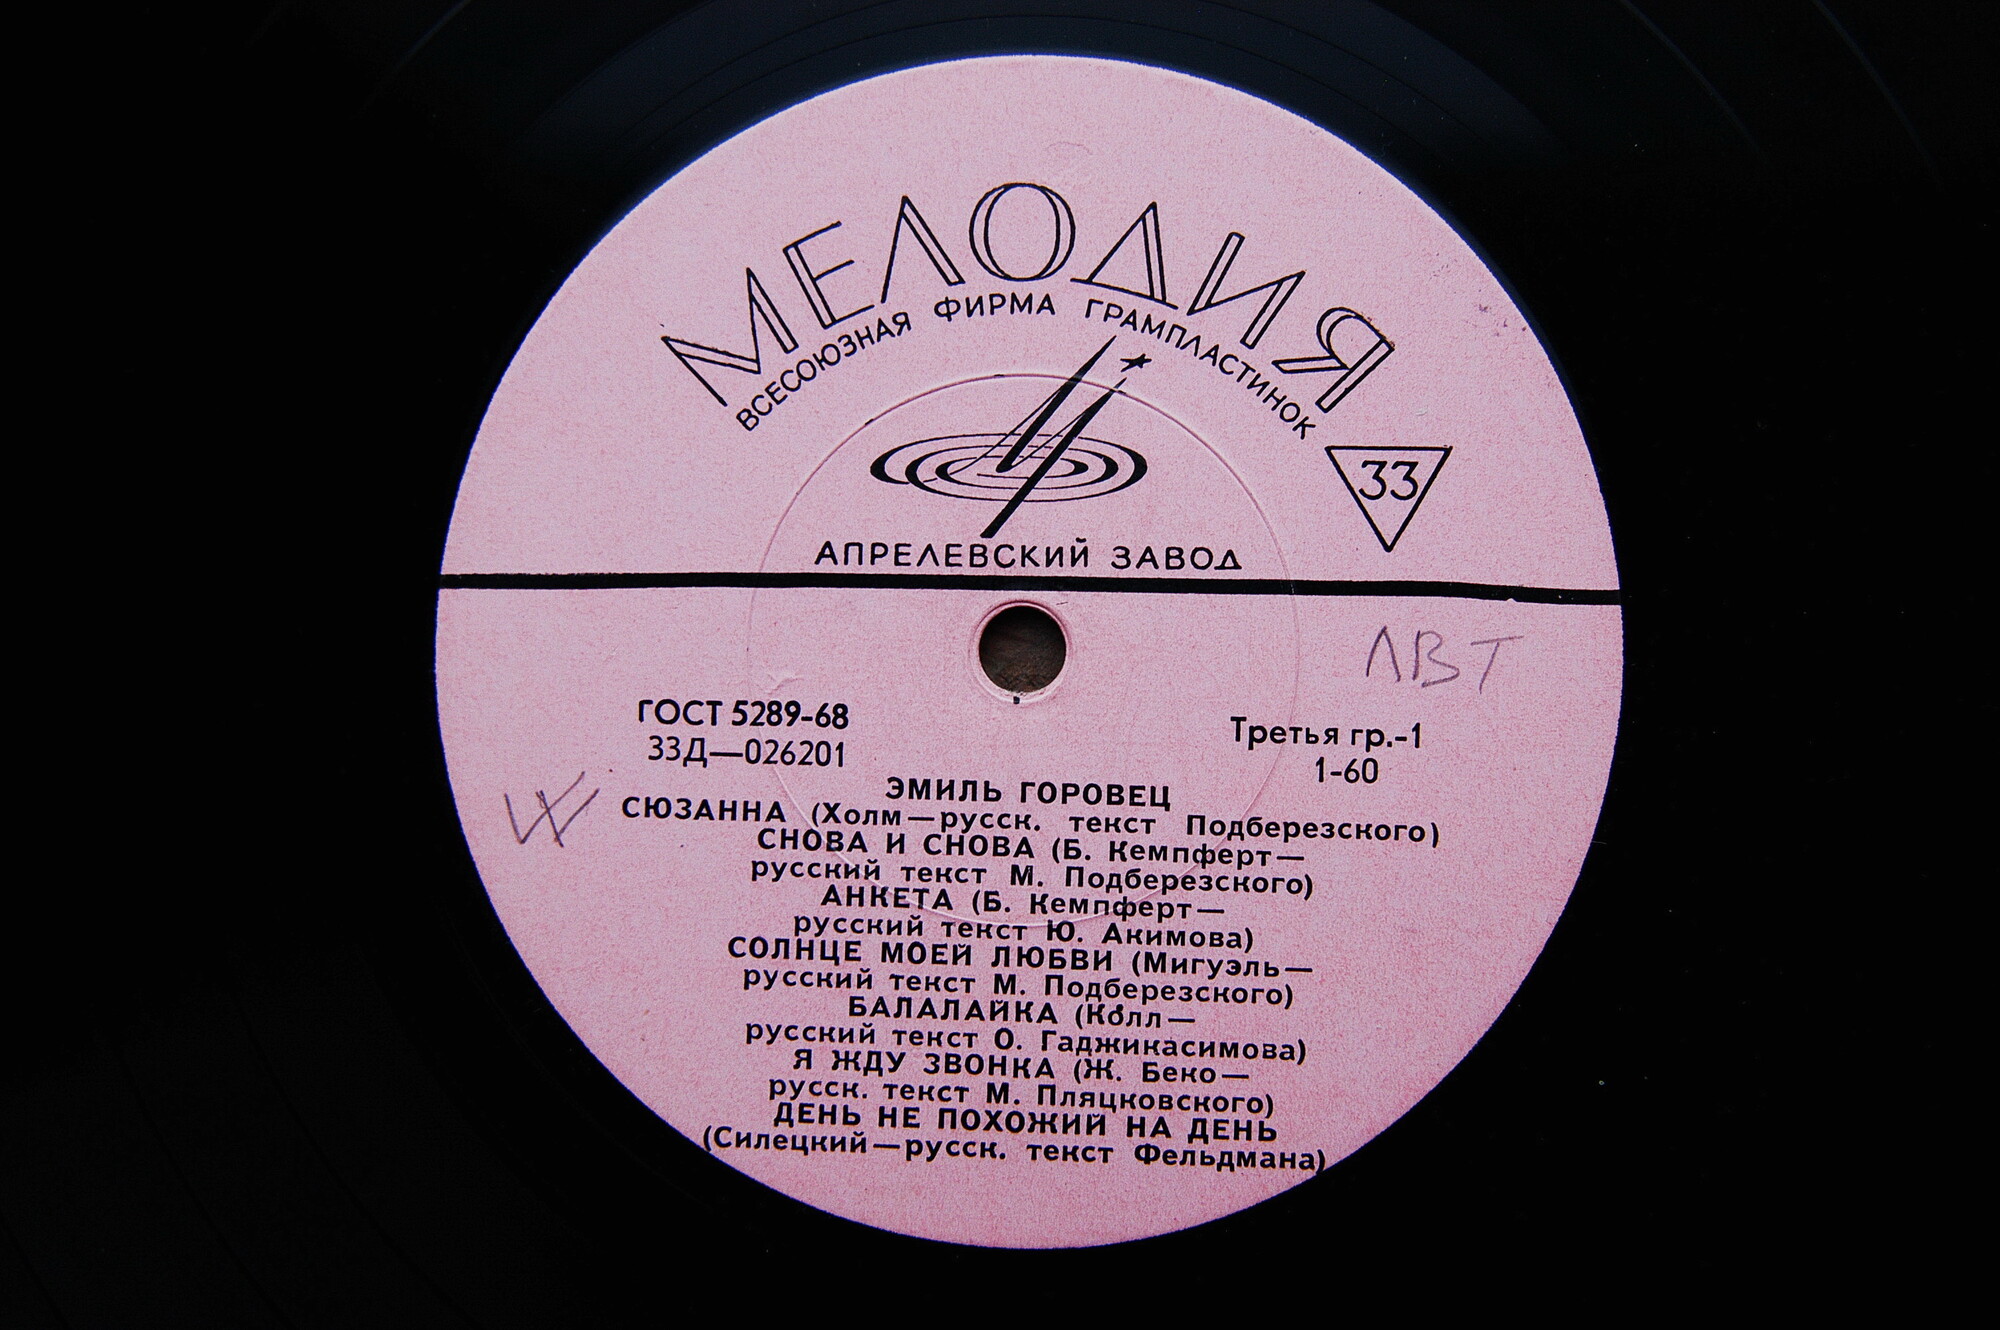 МЕЛОДИЯ
ВСЕСОЮЗНАЯ ФИРМА ГРАМПЛАСТИНОК
33
АПРЕЛЕВСКИЙ ЗАВОД
ЛВТ
ГОСТ 5289-68
33Д—026201
Третья гр.-1
1-60
ЭМИЛЬ ГОРОВЕЦ
СЮЗАННА (Холм—русск. текст Подберезского)
СНОВА И СНОВА (Б. Кемпферт—
русский текст М. Подберезского)
АНКЕТА (Б. Кемпферт—
русский текст Ю. Акимова)
СОЛНЦЕ МОЕЙ ЛЮБВИ (Мигуэль—
русский текст М. Подберезского)
БАЛАЛАЙКА (Колл—
русский текст О. Гаджикасимова)
Я ЖДУ ЗВОНКА (Ж. Беко—
русск. текст М. Пляцковского)
ДЕНЬ НЕ ПОХОЖИЙ НА ДЕНЬ
(Силецкий—русск. текст Фельдмана)